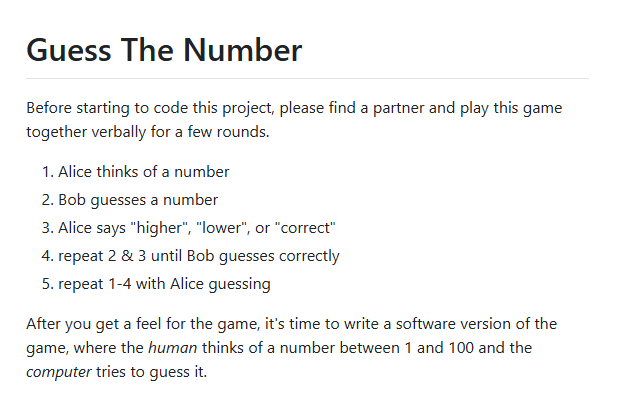 Guess The Number
Before starting to code this project, please find a partner and play this game
together verbally for a few rounds.
1. Alice thinks of a number
2. Bob guesses a number
3. Alice says "higher", "lower", or "correct"
4. repeat 2 & 3 until Bob guesses correctly
5. repeat 1-4 with Alice guessing
After you get a feel for the game, it's time to write a software version of the
game, where the human thinks of a number between 1 and 100 and the
computer tries to guess it.